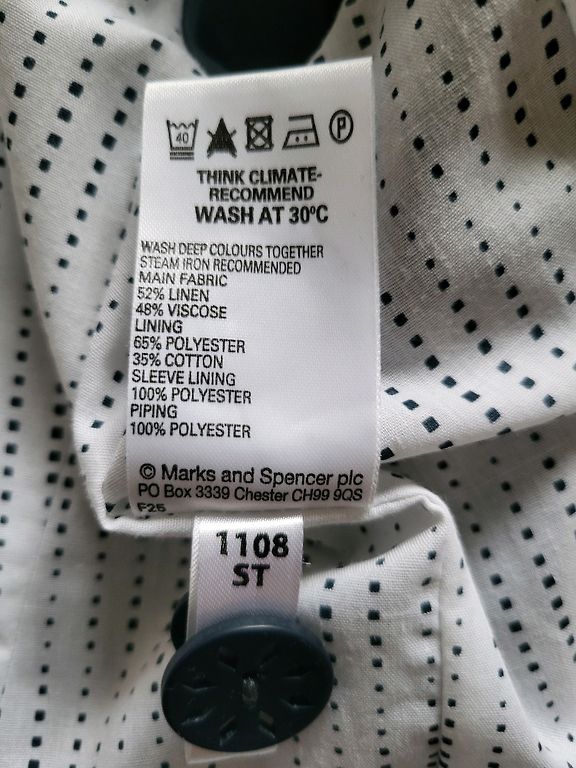 40
P
THINK CLIMATE-
RECOMMEND
WASH AT 30ºC
WASH DEEP COLOURS TOGETHER
STEAM IRON RECOMMENDED
MAIN FABRIC
52% LINEN
48% VISCOSE
LINING
65% POLYESTER
35% COTTON
SLEEVE LINING
100% POLYESTER
PIPING
100% POLYESTER
© Marks and Spencer plc
PO Box 3339 Chester CH99 9QS
F25
1108
ST